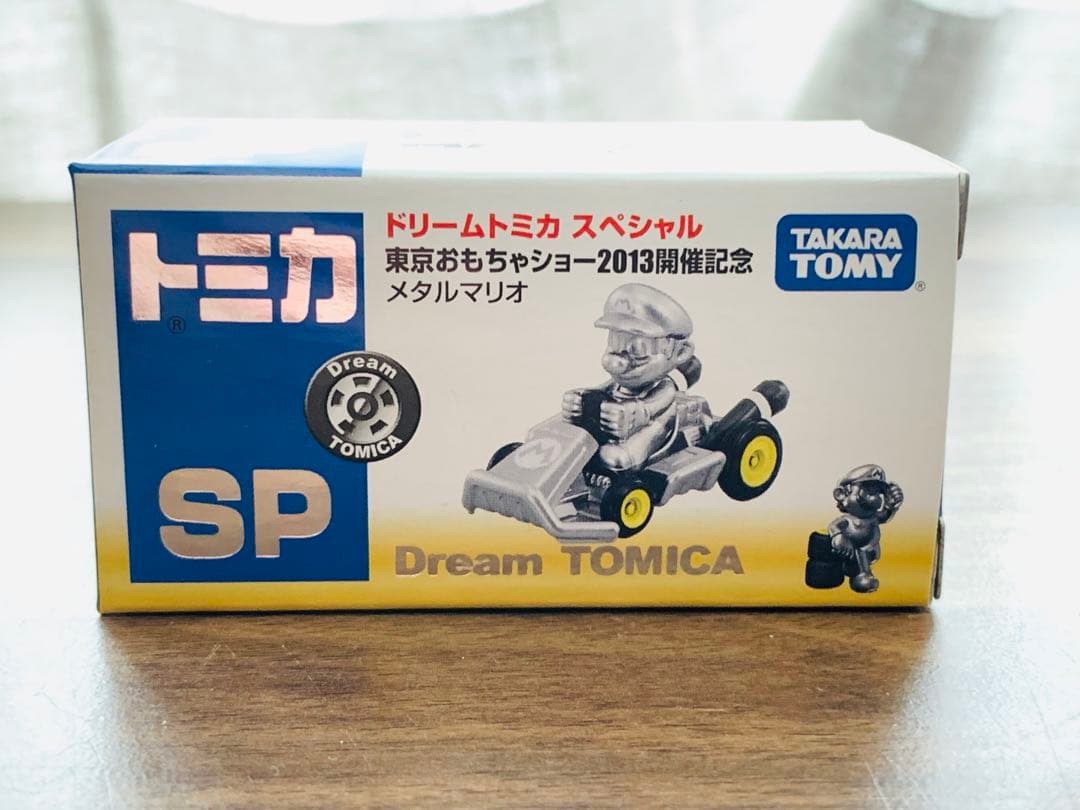 トミカ
®
SP
Dream
TOMICA
ドリームトミカ スペシャル
東京おもちゃショー2013開催記念
メタルマリオ
TAKARA
TOMY
®
M
M
Dream TOMICA